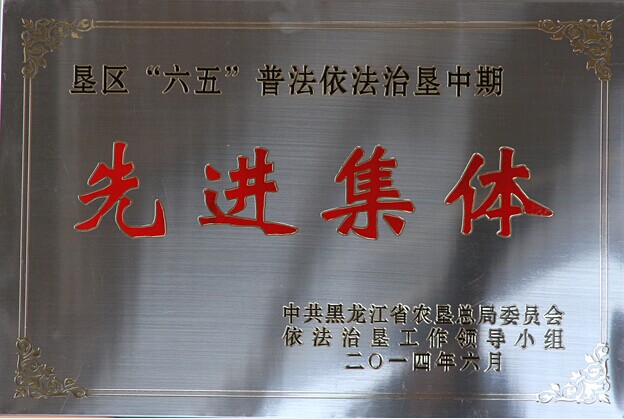 垦区“六五”普法依法治垦中期
先进集体
中共黑龙江省农垦总局委员会
依法治垦工作领导小组
二〇一四年六月